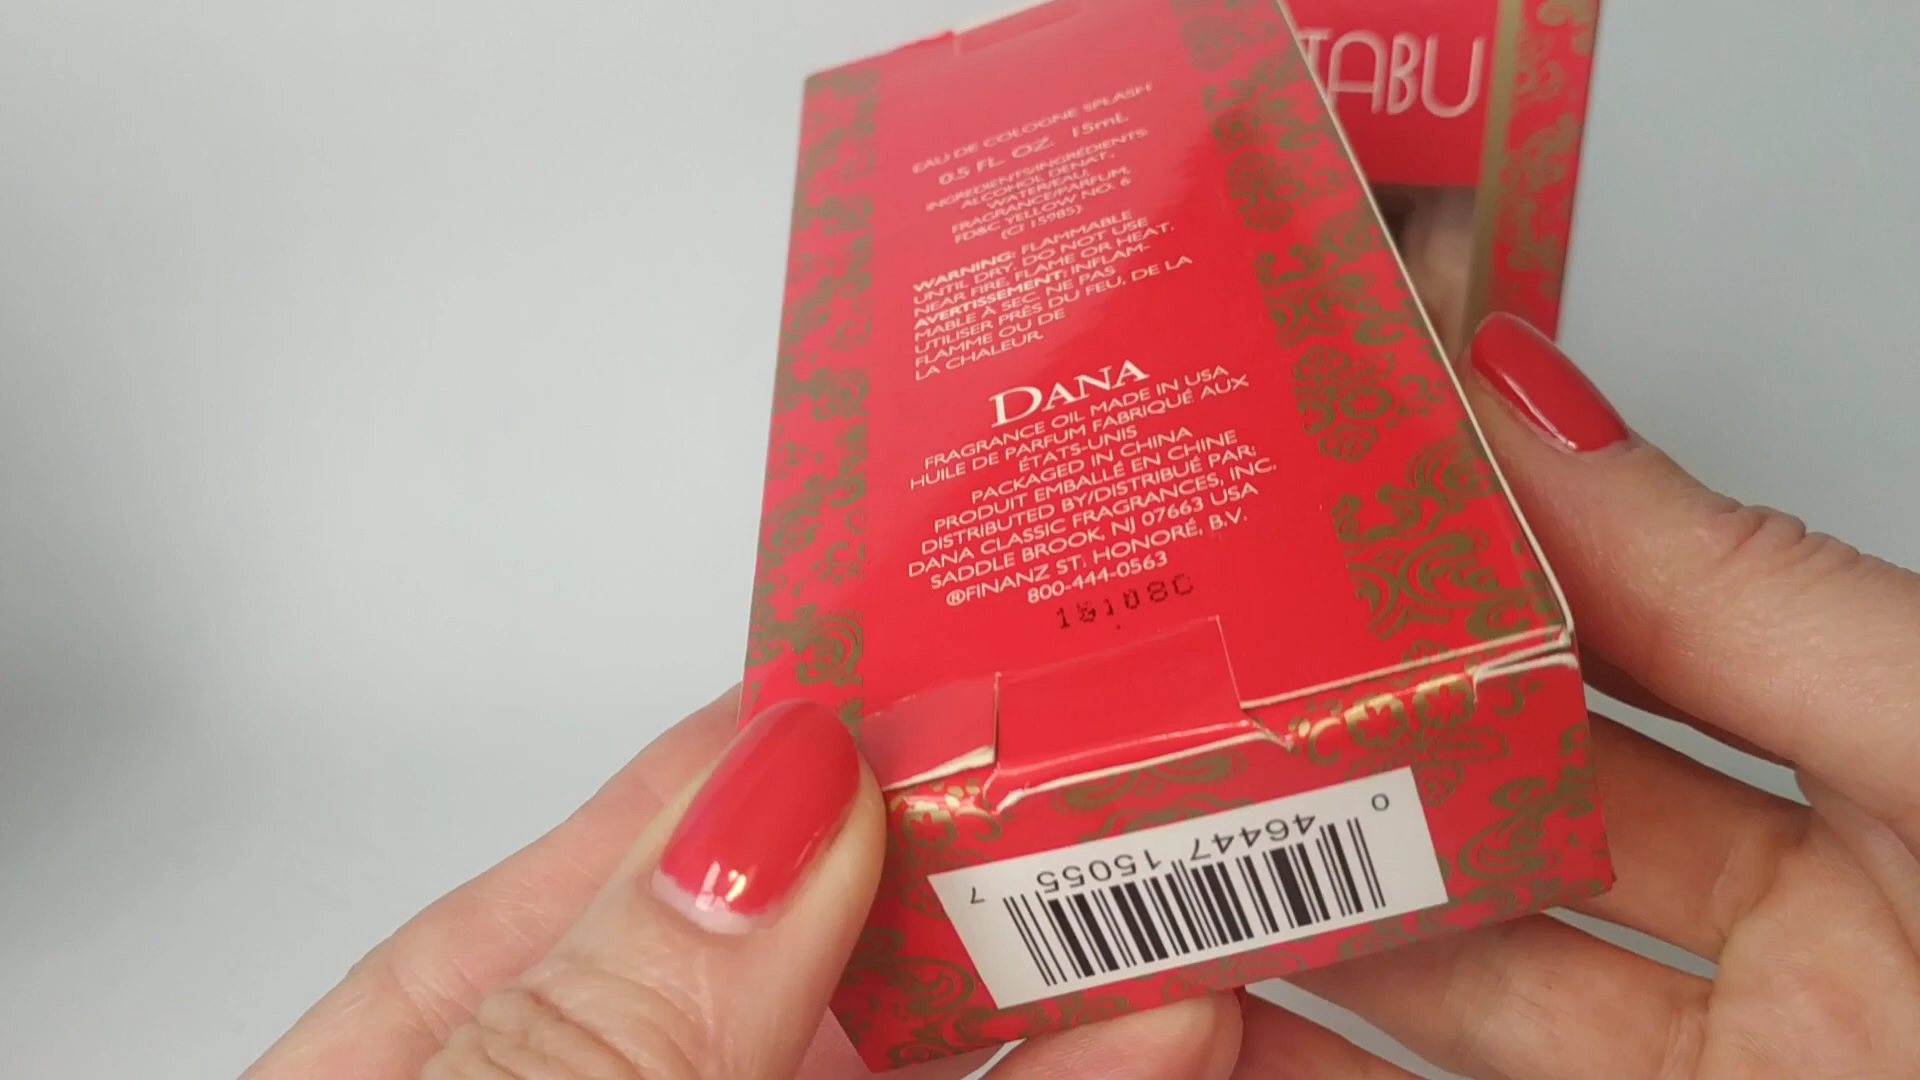 TABU
EAU DE COLOGNE SPLASH
0.5 FL. OZ. 15mL
INGREDIENTS/INGRÉDIENTS:
ALCOHOL DENAT.,
WATER/EAU,
FRAGRANCE/PARFUM,
FD&C YELLOW NO. 6
(CI 15985).
WARNING: FLAMMABLE
UNTIL DRY. DO NOT USE
NEAR FIRE, FLAME OR HEAT.
AVERTISSEMENT: INFLAM-
MABLE À SEC. NE PAS
UTILISER PRÈS DU FEU, DE LA
FLAMME OU DE
LA CHALEUR.
DANA
FRAGRANCE OIL MADE IN USA
HUILE DE PARFUM FABRIQUÉ AUX
ÉTATS-UNIS
PACKAGED IN CHINA
PRODUIT EMBALLÉ EN CHINE
DISTRIBUTED BY/DISTRIBUÉ PAR:
DANA CLASSIC FRAGRANCES, INC.
SADDLE BROOK, NJ 07663 USA
®FINANZ ST. HONORÉ, B.V.
800-444-0563
0 46447 15055 7